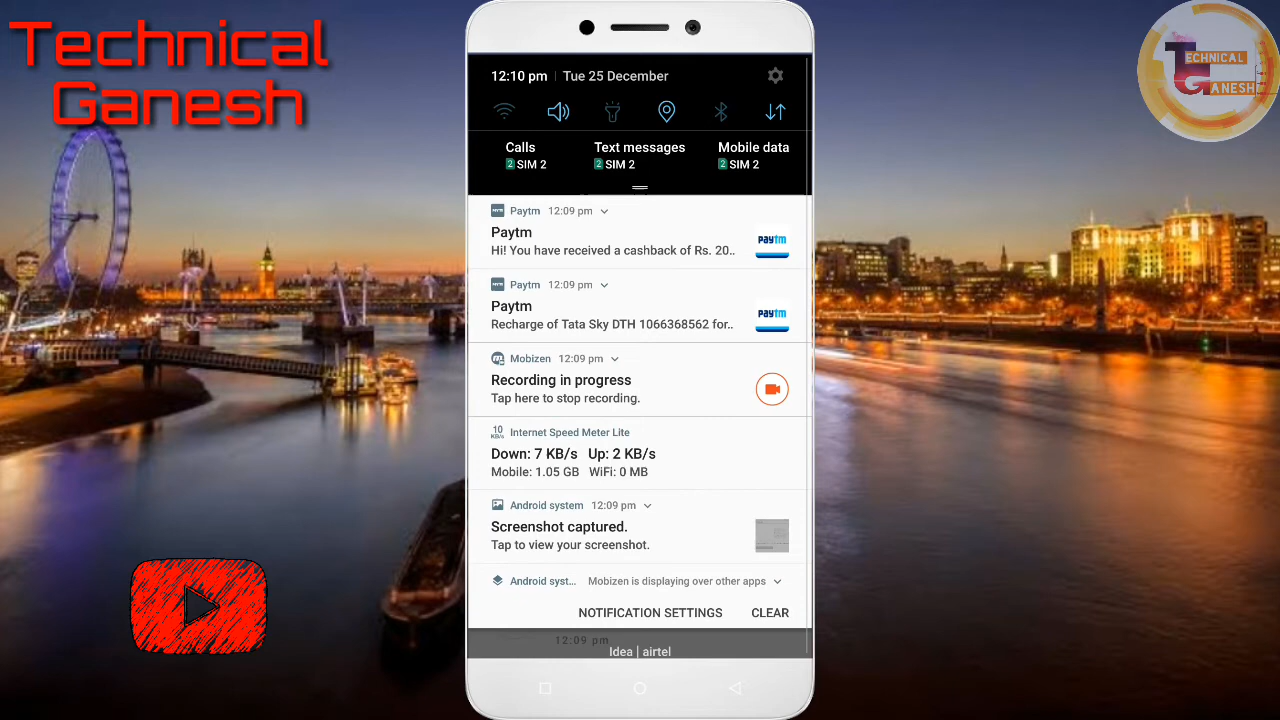 Technical
Ganesh
TECHNICAL
GANESH
12:10 pm | Tue 25 December
Calls
2 SIM 2
Text messages
2 SIM 2
Mobile data
2 SIM 2
Paytm 12:09 pm
Paytm
Hi! You have received a cashback of Rs. 20..
paytm
Paytm 12:09 pm
Paytm
Recharge of Tata Sky DTH 1066368562 for..
paytm
Mobizen 12:09 pm
Recording in progress
Tap here to stop recording.
10 KB/s Internet Speed Meter Lite
Down: 7 KB/s Up: 2 KB/s
Mobile: 1.05 GB WiFi: 0 MB
Android system 12:09 pm
Screenshot captured.
Tap to view your screenshot.
Android syst... Mobizen is displaying over other apps
NOTIFICATION SETTINGS CLEAR
12:09 pm
Idea | airtel